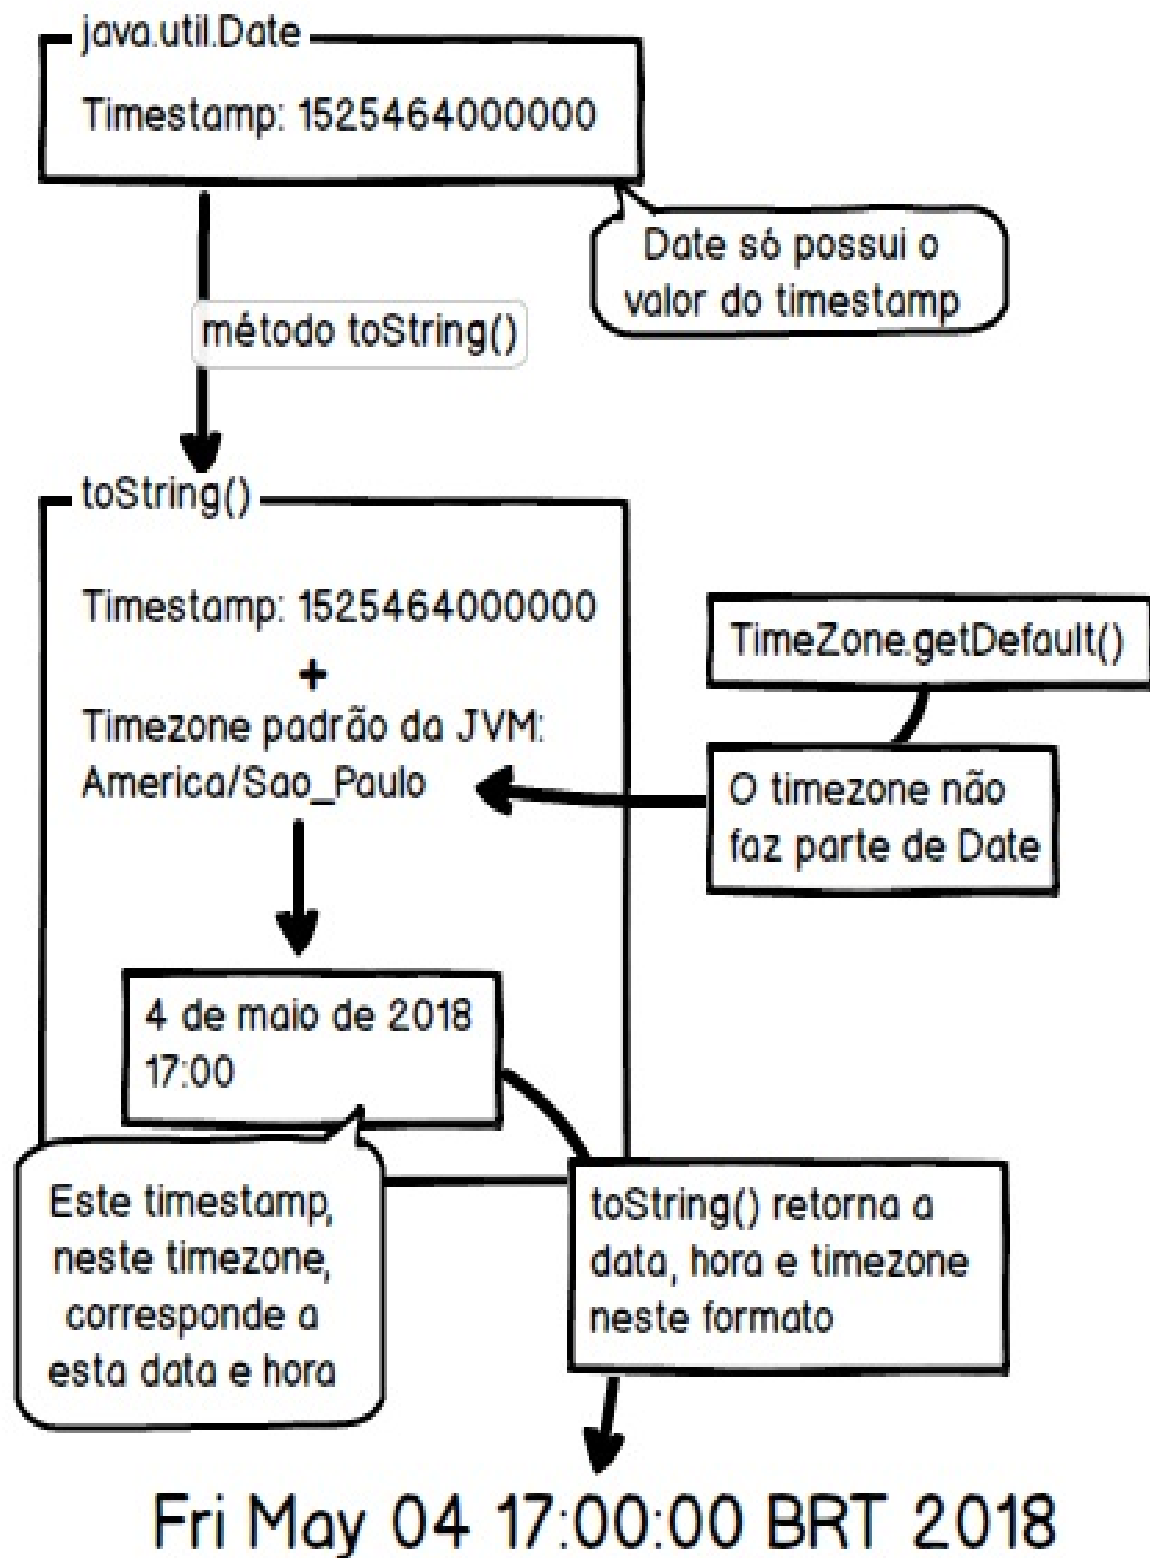 java.util.Date
Timestamp: 1525464000000
Date só possui o
valor do timestamp
método toString()
toString()
Timestamp: 1525464000000
+
Timezone padrão da JVM:
America/Sao_Paulo
TimeZone.getDefault()
O timezone não
faz parte de Date
4 de maio de 2018
17:00
Este timestamp,
neste timezone,
corresponde a
esta data e hora
toString() retorna a
data, hora e timezone
neste formato
Fri May 04 17:00:00 BRT 2018